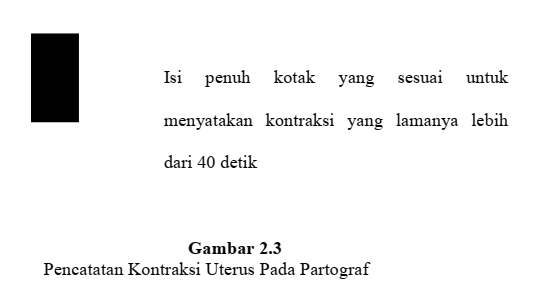 Isi penuh kotak yang sesuai untuk
menyatakan kontraksi yang lamanya lebih
dari 40 detik
Gambar 2.3
Pencatatan Kontraksi Uterus Pada Partograf